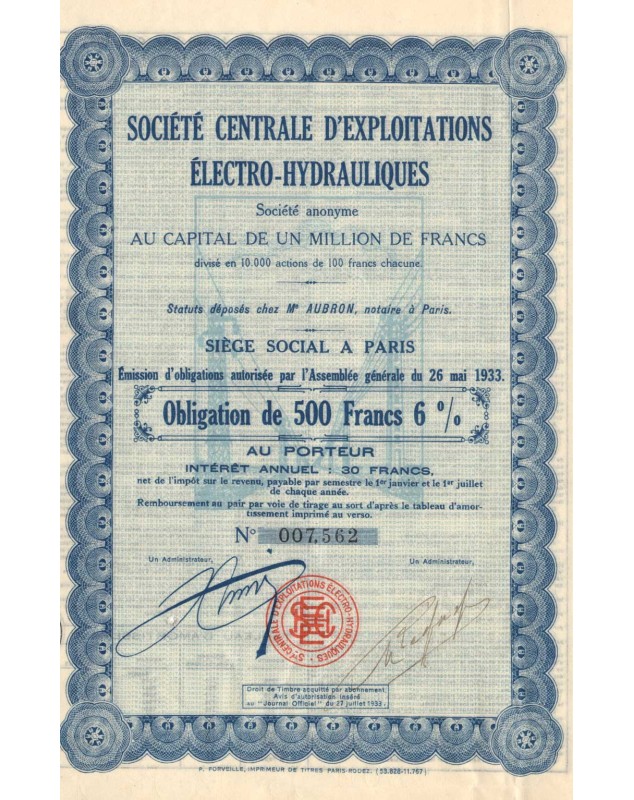 SOCIÉTÉ CENTRALE D'EXPLOITATIONS
ÉLECTRO-HYDRAULIQUES
Société anonyme
AU CAPITAL DE UN MILLION DE FRANCS
divisé en 10.000 actions de 100 francs chacune.
Statuts déposés chez Me AUBRON, notaire à Paris.
SIÈGE SOCIAL A PARIS
Émission d'obligations autorisée par l'Assemblée générale du 26 mai 1933.
Obligation de 500 Francs 6 %
AU PORTEUR
INTÉRÊT ANNUEL : 30 FRANCS,
net de l'impôt sur le revenu, payable par semestre le 1er janvier et le 1er juillet
de chaque année.
Remboursement au pair par voie de tirage au sort d'après le tableau d'amor-
tissement imprimé au verso.
No 007,562
Un Administrateur,
Un Administrateur,
Sté CENTRALE D'EXPLOITATIONS ÉLECTRO-HYDRAULIQUES
Droit de Timbre acquitté par abonnement
Avis d'autorisation inséré
au "Journal Officiel" du 27 juillet 1933.
P. FORVEILLE, IMPRIMEUR DE TITRES PARIS-RODEZ. (53.828-11.767)